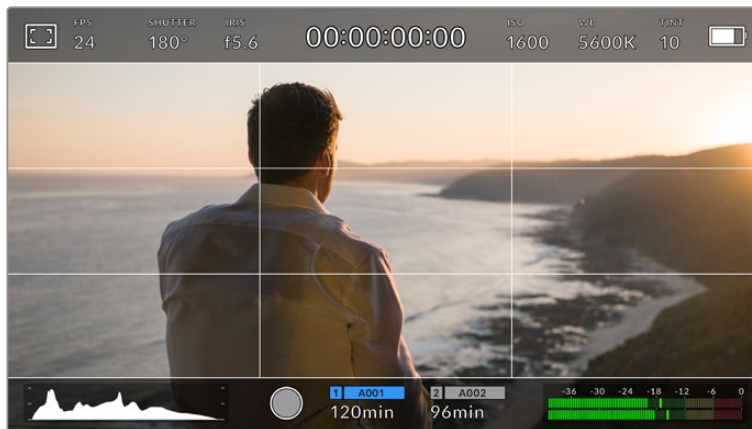 FPS SHUTTER IRIS ISO WB TINT
24 180° f5.6 00:00:00:00 1600 5600K 10
1 A001 2 A002 -36 -30 -24 -18 -12 -6 0
120min 96min